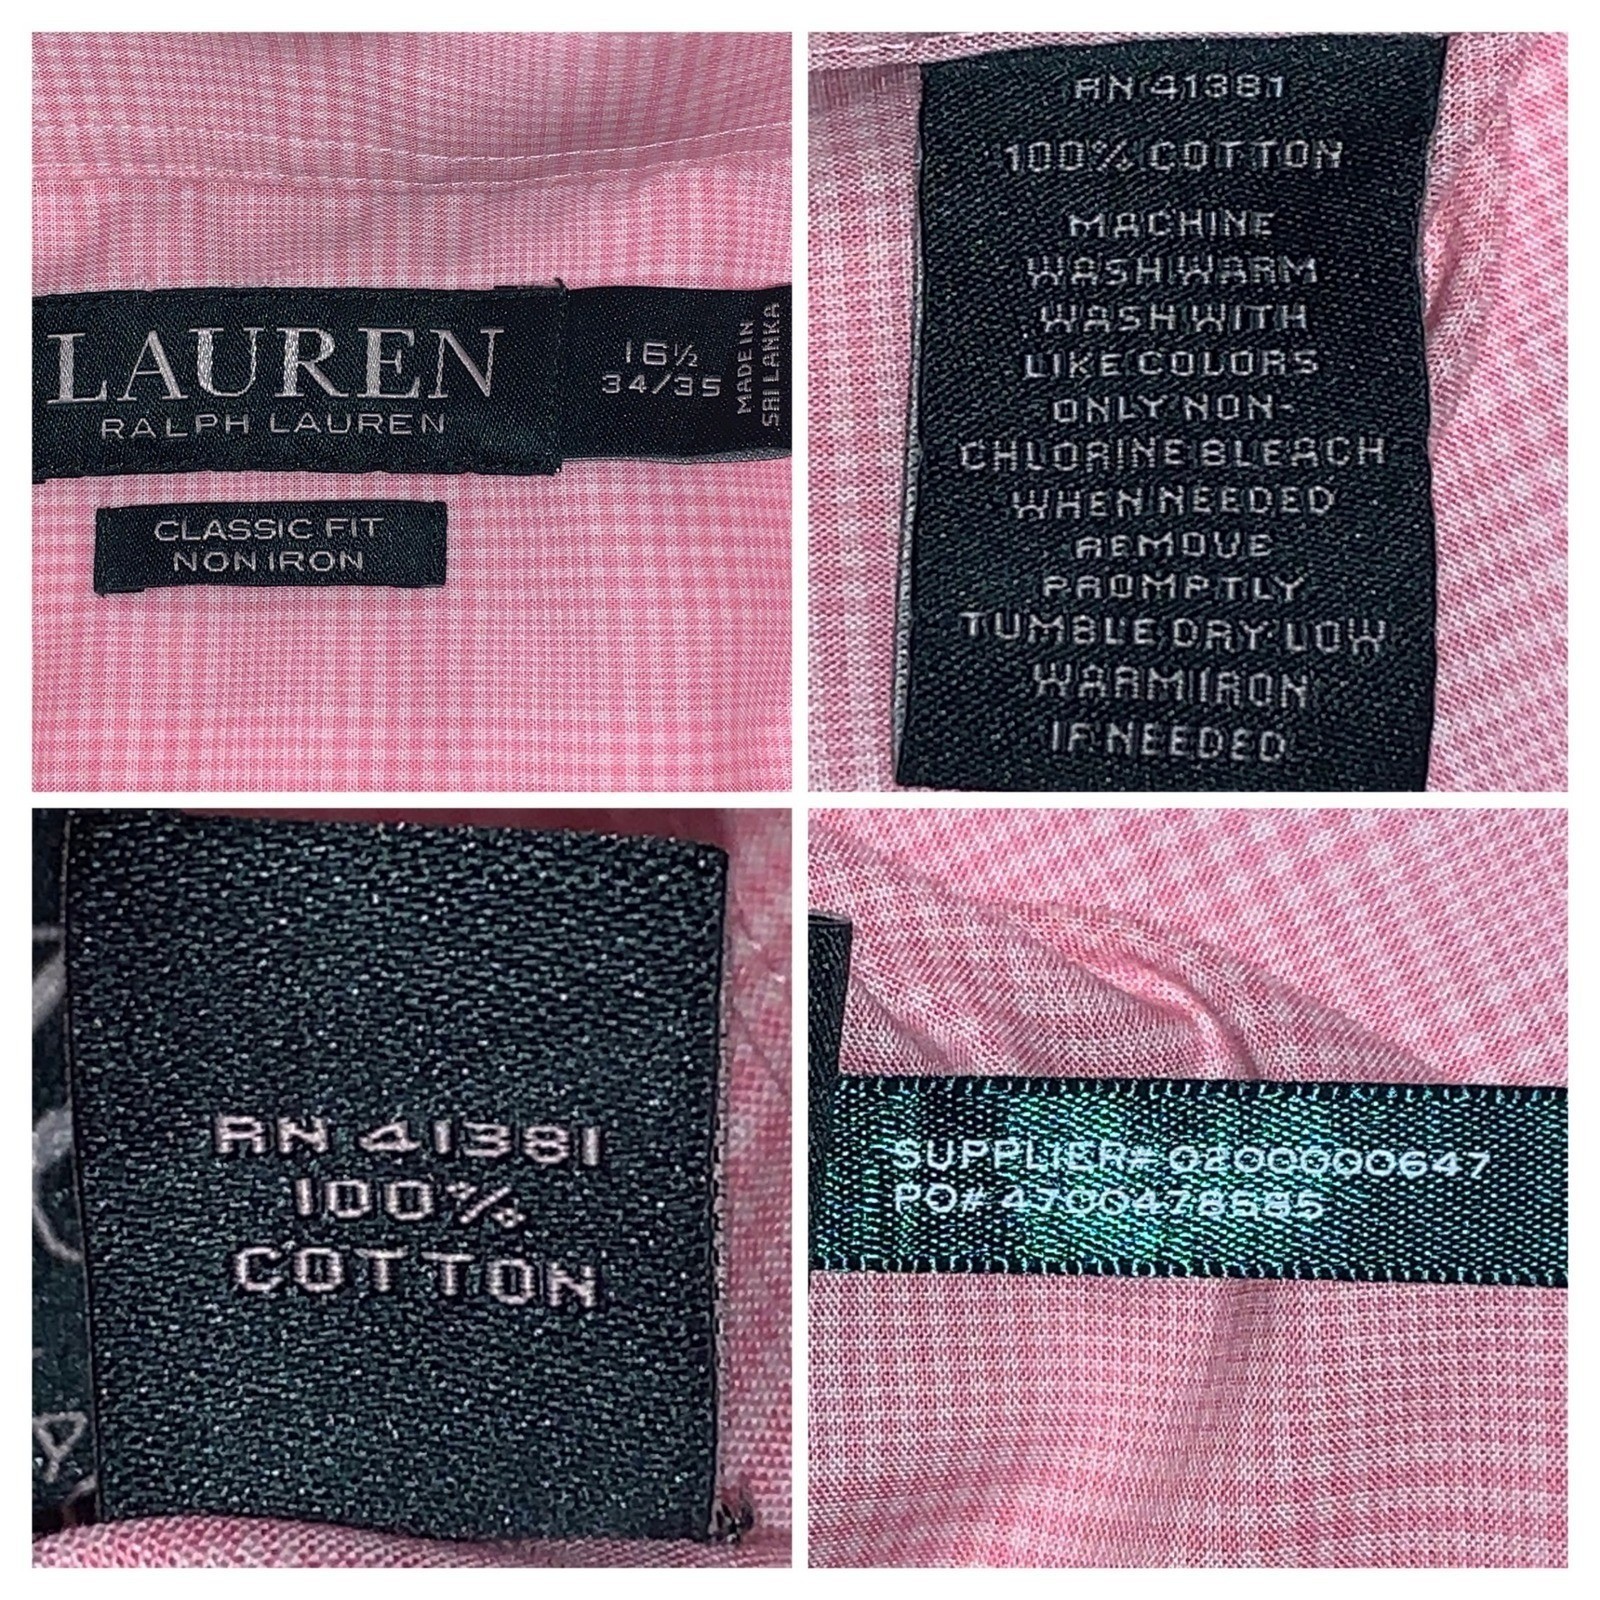 LAUREN
RALPH LAUREN
16½
34/35
MADE IN
SRI LANKA
CLASSIC FIT
NON IRON
RN 41381
100% COTTON
MACHINE
WASH WARM
WASH WITH
LIKE COLORS
ONLY NON-
CHLORINE BLEACH
WHEN NEEDED
REMOVE
PROMPTLY
TUMBLE DRY LOW
WARM IRON
IF NEEDED
RN 41381
100%
COTTON
SUPPLIER# 0200000647
PO# 4700478585